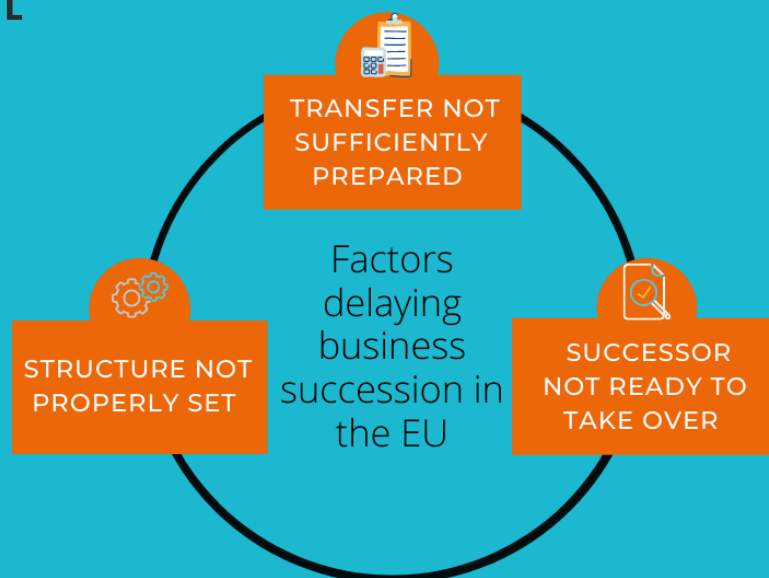 TRANSFER NOT
SUFFICIENTLY
PREPARED
Factors
delaying
business
succession in
the EU
STRUCTURE NOT
PROPERLY SET
SUCCESSOR
NOT READY TO
TAKE OVER